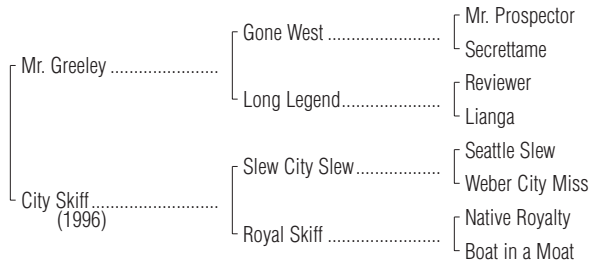 Mr. Prospector
Gone West ......................
Secrettame
Mr. Greeley .....................
Reviewer
Long Legend...................
Lianga
Seattle Slew
Slew City Slew................
Weber City Miss
City Skiff........................
(1996)
Native Royalty
Royal Skiff .....................
Boat in a Moat